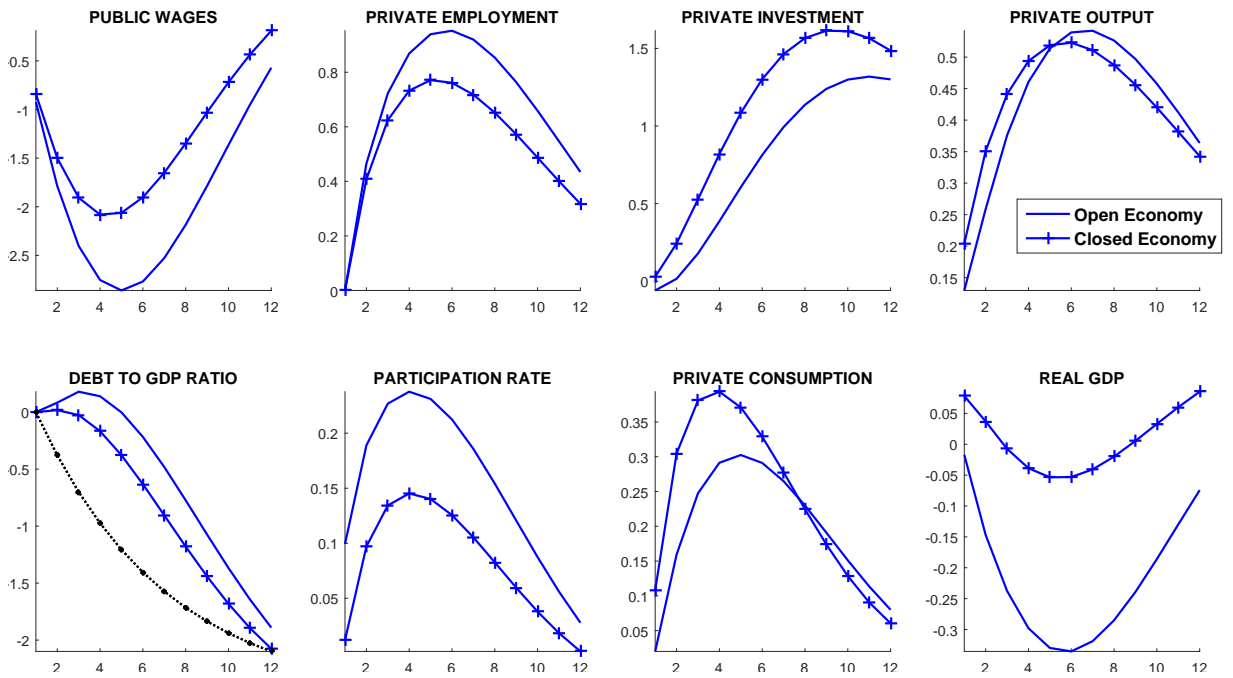 PUBLIC WAGES
PRIVATE EMPLOYMENT
PRIVATE INVESTMENT
PRIVATE OUTPUT
-0.5
-1
-1.5
-2
-2.5
2 4 6 8 10 12
0.8
0.6
0.4
0.2
0
2 4 6 8 10 12
1.5
1
0.5
0
2 4 6 8 10 12
0.5
0.45
0.4
0.35
0.3
0.25
0.2
0.15
2 4 6 8 10 12
Open Economy
Closed Economy
DEBT TO GDP RATIO
PARTICIPATION RATE
PRIVATE CONSUMPTION
REAL GDP
0
-0.5
-1
-1.5
-2
2 4 6 8 10 12
0.2
0.15
0.1
0.05
2 4 6 8 10 12
0.35
0.3
0.25
0.2
0.15
0.1
0.05
2 4 6 8 10 12
0.05
0
-0.05
-0.1
-0.15
-0.2
-0.25
-0.3
2 4 6 8 10 12